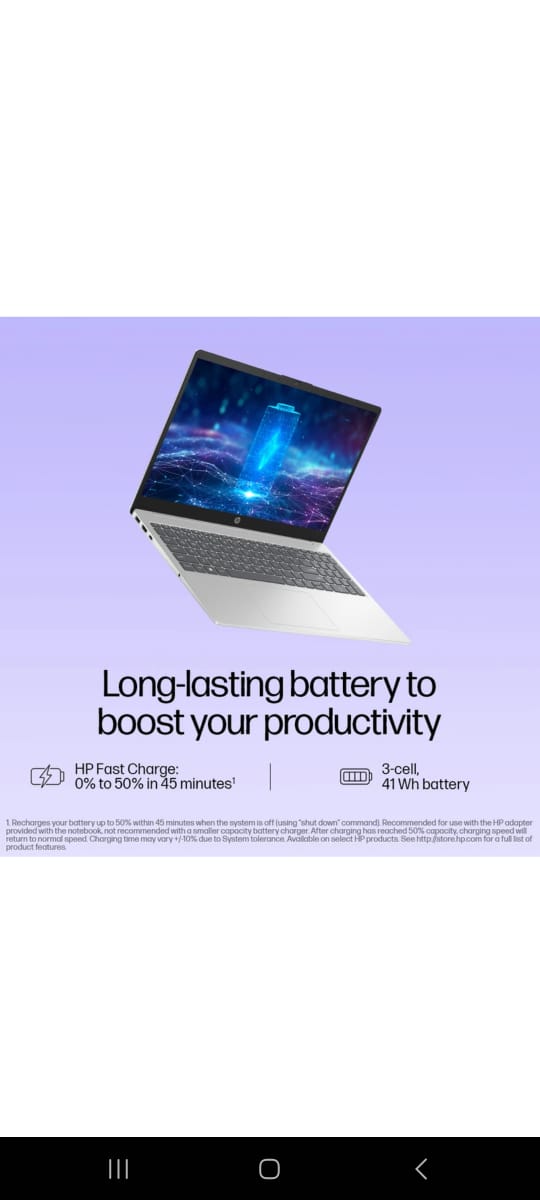 hp
Long-lasting battery to
boost your productivity
HP Fast Charge:
0% to 50% in 45 minutes¹
3-cell,
41 Wh battery
1. Recharges your battery up to 50% within 45 minutes when the system is off (using "shut down" command). Recommended for use with the HP adapter
provided with the notebook, not recommended with a smaller capacity battery charger. After charging has reached 50% capacity, charging speed will
return to normal speed. Charging time may vary +/-10% due to System tolerance. Available on select HP products. See http://store.hp.com for a full list of
product features.